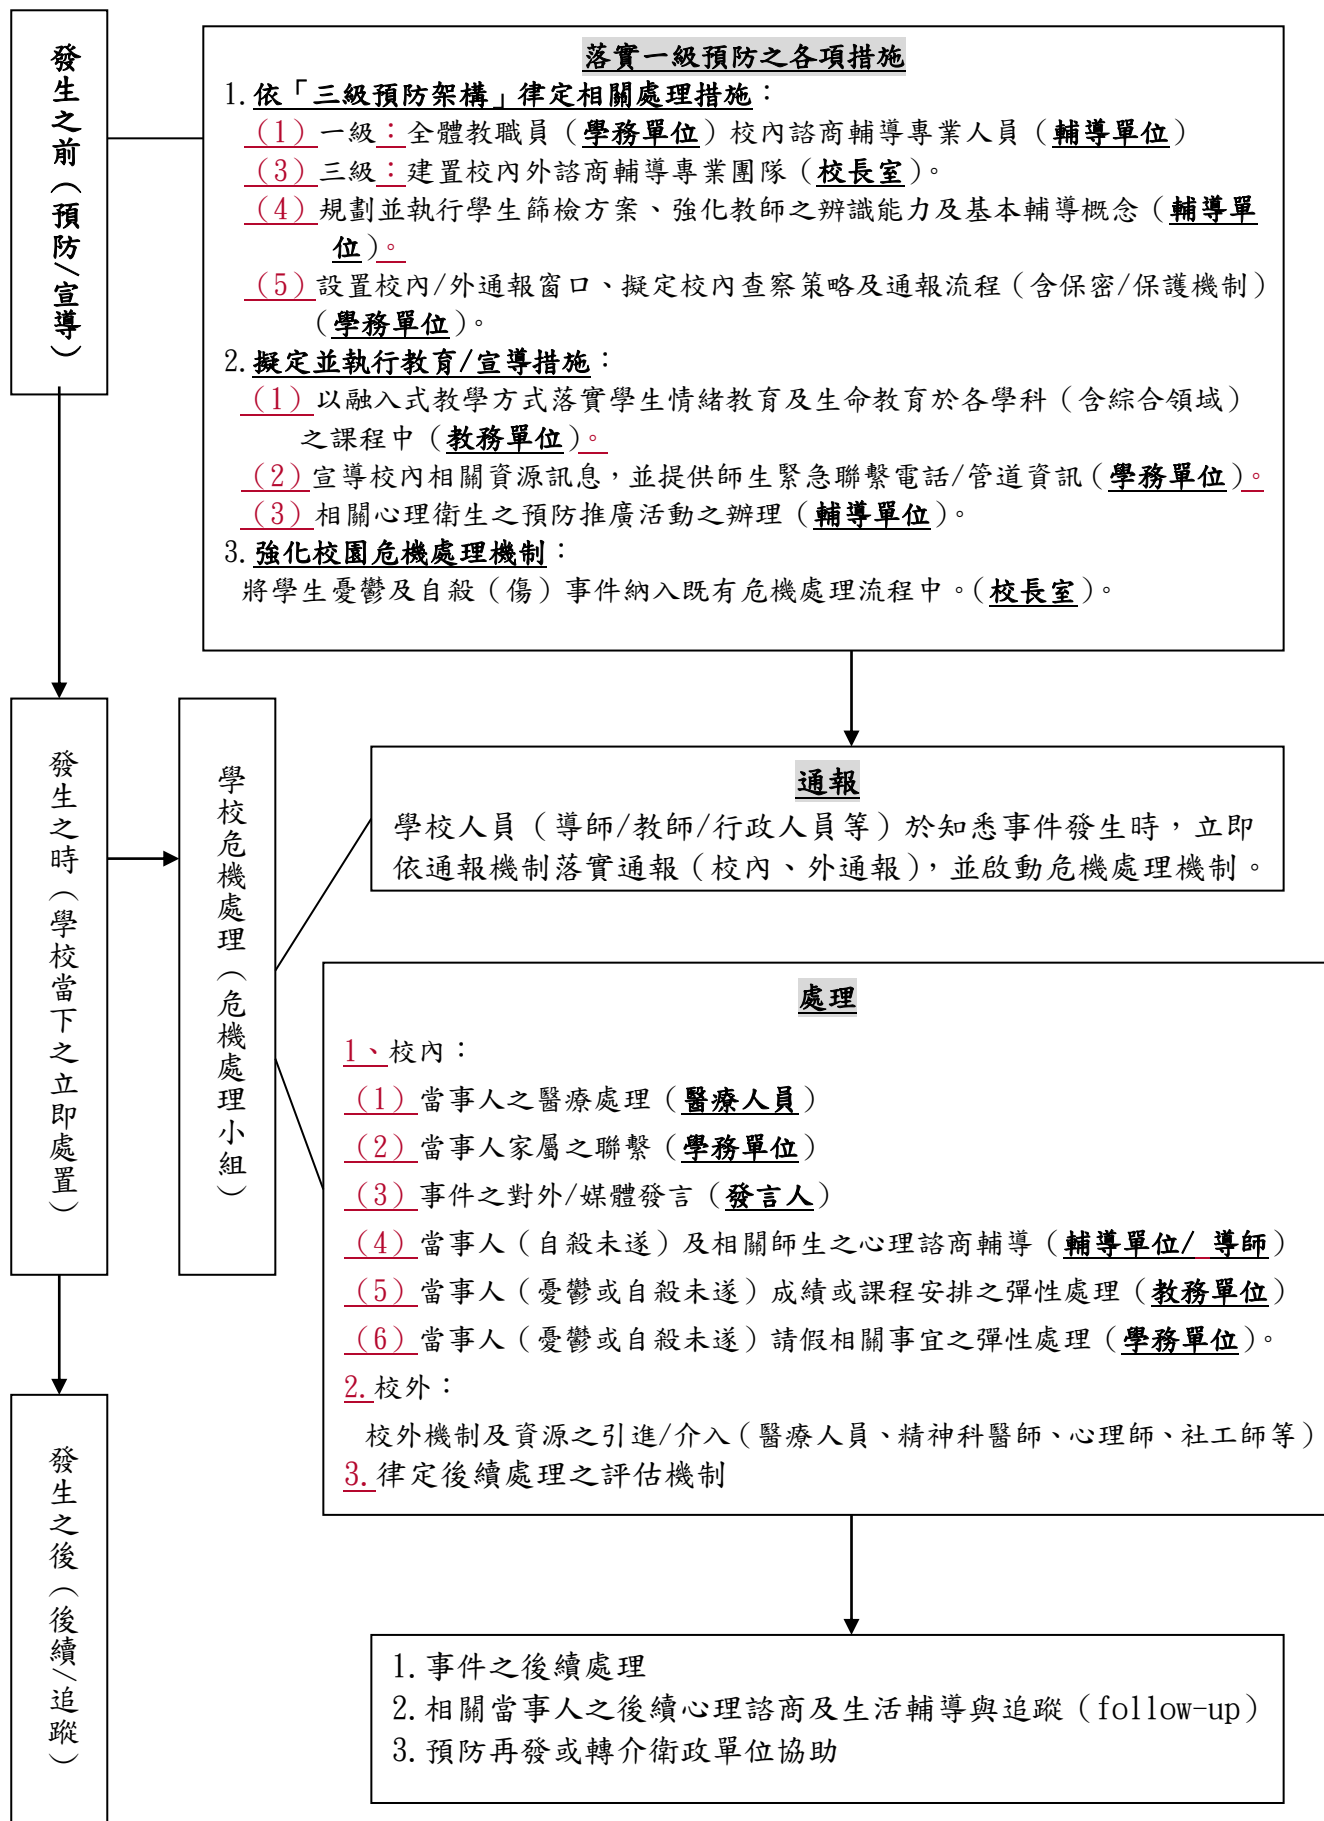 發生之前（預防/宣導）
落實一級預防之各項措施
1.依「三級預防架構」律定相關處理措施：
（1）一級：全體教職員（學務單位）校內諮商輔導專業人員（輔導單位）
（3）三級：建置校內外諮商輔導專業團隊（校長室）。
（4）規劃並執行學生篩檢方案、強化教師之辨識能力及基本輔導概念（輔導單
位）。
（5）設置校內/外通報窗口、擬定校內查察策略及通報流程（含保密/保護機制）
（學務單位）。
2.擬定並執行教育/宣導措施：
（1）以融入式教學方式落實學生情緒教育及生命教育於各學科（含綜合領域）
之課程中（教務單位）。
（2）宣導校內相關資源訊息，並提供師生緊急聯繫電話/管道資訊（學務單位）。
（3）相關心理衛生之預防推廣活動之辦理（輔導單位）。
3.強化校園危機處理機制：
將學生憂鬱及自殺（傷）事件納入既有危機處理流程中。（校長室）。
發生之時（學校當下之立即處置）
學校危機處理（危機處理小組）
通報
學校人員（導師/教師/行政人員等）於知悉事件發生時，立即
依通報機制落實通報（校內、外通報），並啟動危機處理機制。
處理
1、校內：
（1）當事人之醫療處理（醫療人員）
（2）當事人家屬之聯繫（學務單位）
（3）事件之對外/媒體發言（發言人）
（4）當事人（自殺未遂）及相關師生之心理諮商輔導（輔導單位/ 導師）
（5）當事人（憂鬱或自殺未遂）成績或課程安排之彈性處理（教務單位）
（6）當事人（憂鬱或自殺未遂）請假相關事宜之彈性處理（學務單位）。
2.校外：
校外機制及資源之引進/介入（醫療人員、精神科醫師、心理師、社工師等）
3.律定後續處理之評估機制
發生之後（後續/追蹤）
1.事件之後續處理
2.相關當事人之後續心理諮商及生活輔導與追蹤（follow-up）
3.預防再發或轉介衛政單位協助